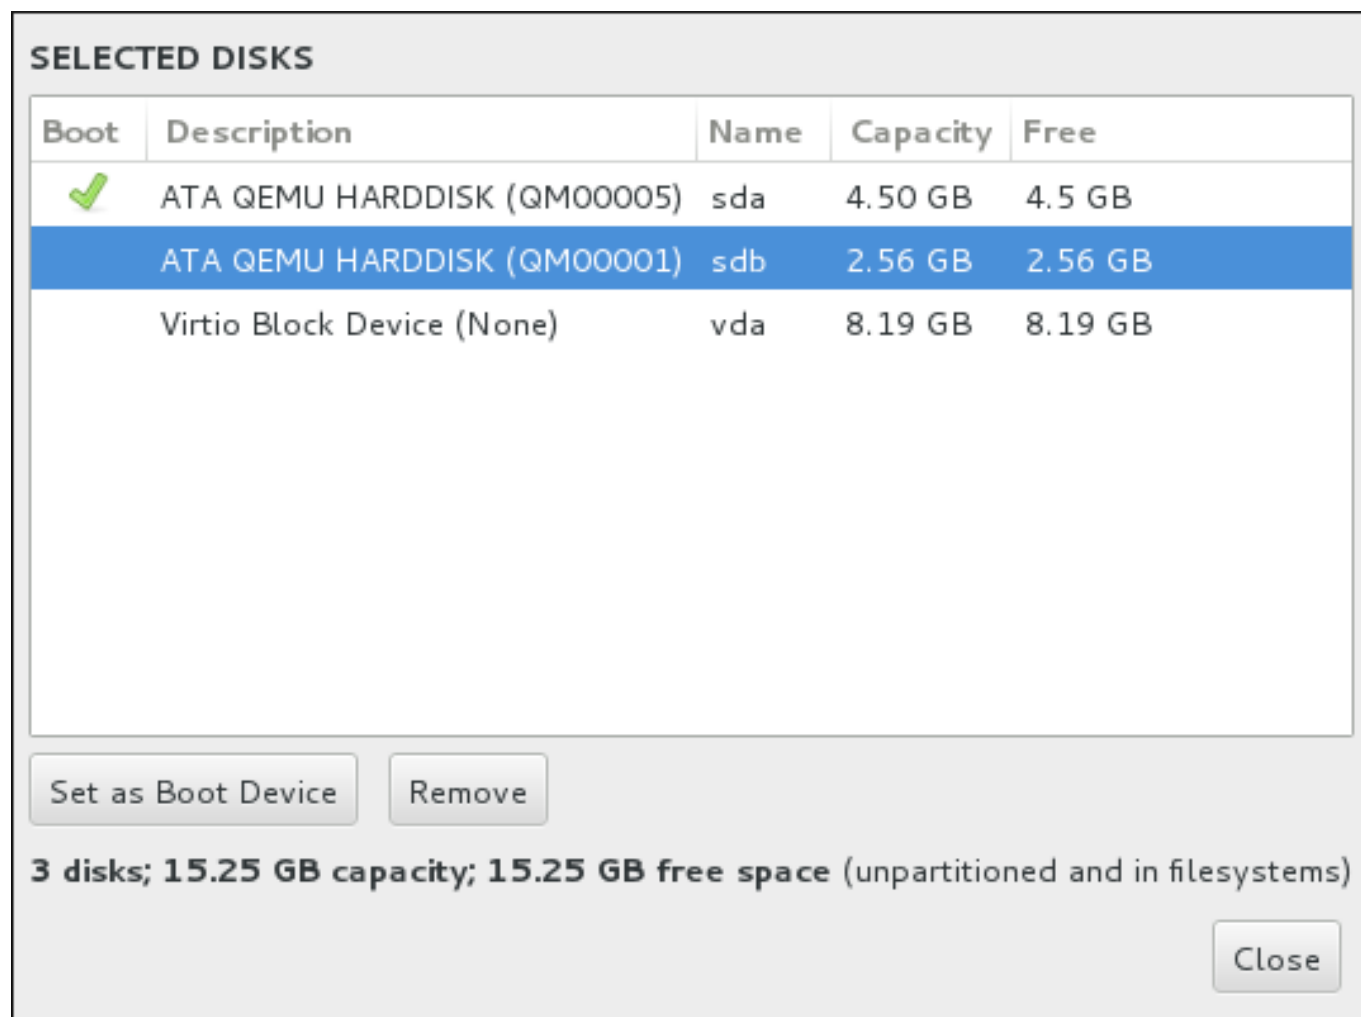 SELECTED DISKS
Boot Description Name Capacity Free
ATA QEMU HARDDISK (QM00005) sda 4.50 GB 4.5 GB
ATA QEMU HARDDISK (QM00001) sdb 2.56 GB 2.56 GB
Virtio Block Device (None) vda 8.19 GB 8.19 GB
Set as Boot Device Remove
3 disks; 15.25 GB capacity; 15.25 GB free space (unpartitioned and in filesystems)
Close